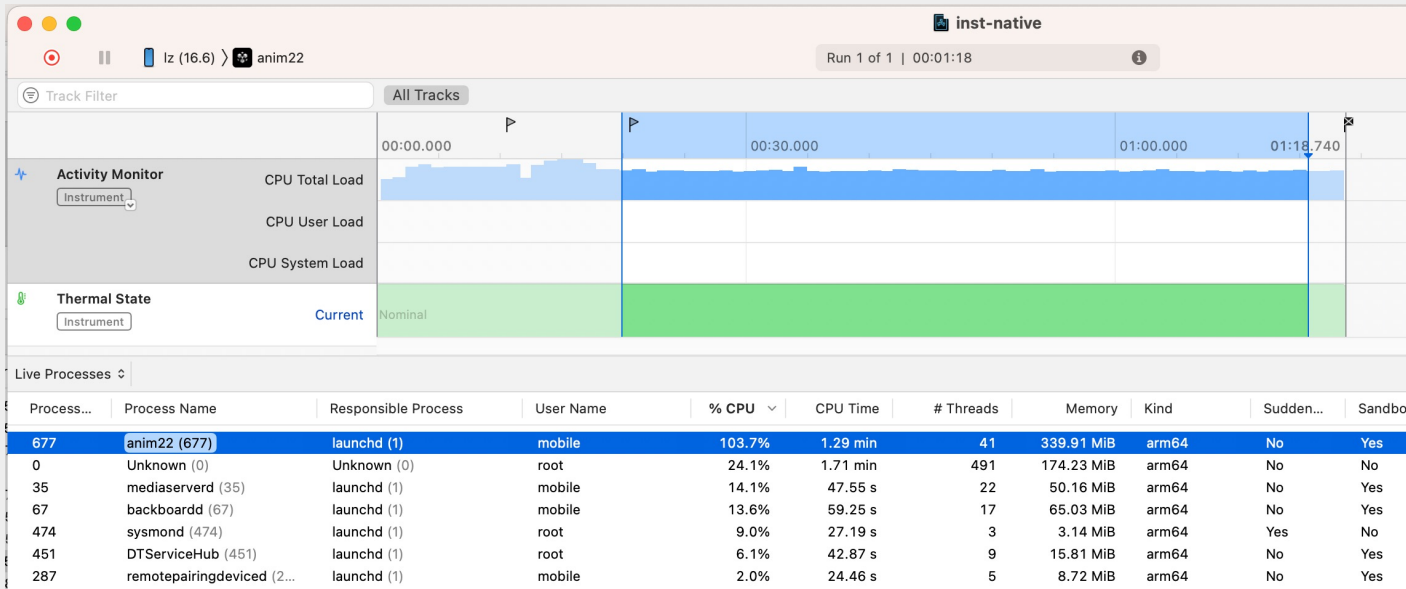 inst-native
Iz (16.6) anim22
Run 1 of 1 | 00:01:18
Track Filter
All Tracks
00:00.000 00:30.000 01:00.000 01:18.740
Activity Monitor
Instrument
CPU Total Load
CPU User Load
CPU System Load
Thermal State
Instrument
Current
Nominal
Live Processes
Process... Process Name Responsible Process User Name % CPU CPU Time # Threads Memory Kind Sudden... Sandbo
677 anim22 (677) launchd (1) mobile 103.7% 1.29 min 41 339.91 MiB arm64 No Yes
0 Unknown (0) Unknown (0) root 24.1% 1.71 min 491 174.23 MiB arm64 No No
35 mediaserverd (35) launchd (1) mobile 14.1% 47.55 s 22 50.16 MiB arm64 No Yes
67 backboardd (67) launchd (1) mobile 13.6% 59.25 s 17 65.03 MiB arm64 No Yes
474 sysmond (474) launchd (1) root 9.0% 27.19 s 3 3.14 MiB arm64 Yes No
451 DTServiceHub (451) launchd (1) root 6.1% 42.87 s 9 15.81 MiB arm64 No Yes
287 remotepairingdeviced (2... launchd (1) mobile 2.0% 24.46 s 5 8.72 MiB arm64 No Yes